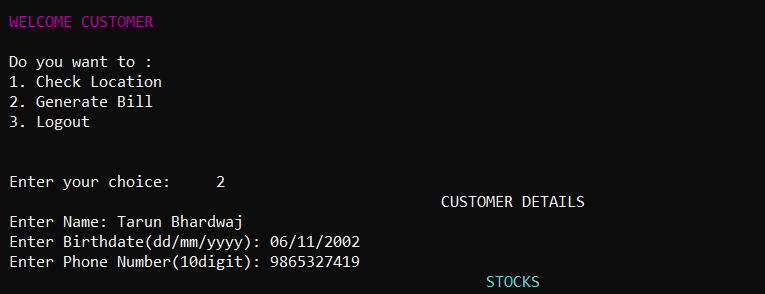 WELCOME CUSTOMER
Do you want to :
1. Check Location
2. Generate Bill
3. Logout
Enter your choice: 2
CUSTOMER DETAILS
Enter Name: Tarun Bhardwaj
Enter Birthdate(dd/mm/yyyy): 06/11/2002
Enter Phone Number(10digit): 9865327419
STOCKS